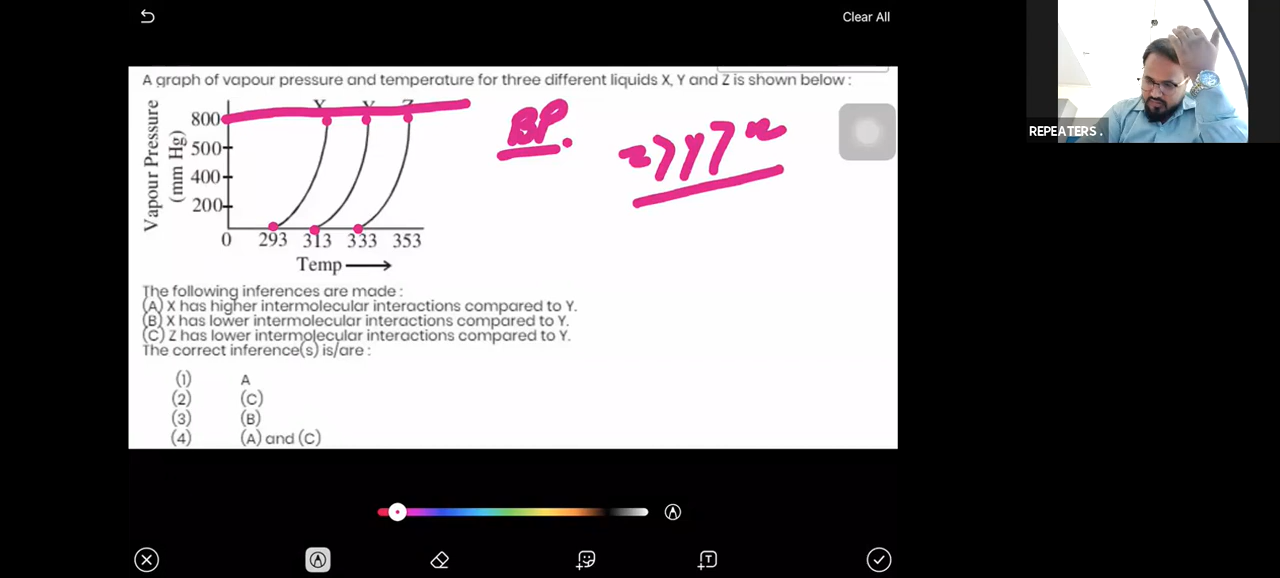 Clear All
A graph of vapour pressure and temperature for three different liquids X, Y and Z is shown below :
X Y Z
Vapour Pressure
(mm Hg)
800
500
400
200
0 293 313 333 353
Temp
BP.
z>y>x
REPEATERS .
The following inferences are made :
(A) X has higher intermolecular interactions compared to Y.
(B) X has lower intermolecular interactions compared to Y.
(C) Z has lower intermolecular interactions compared to Y.
The correct inference(s) is/are :
(1) A
(2) (C)
(3) (B)
(4) (A) and (C)